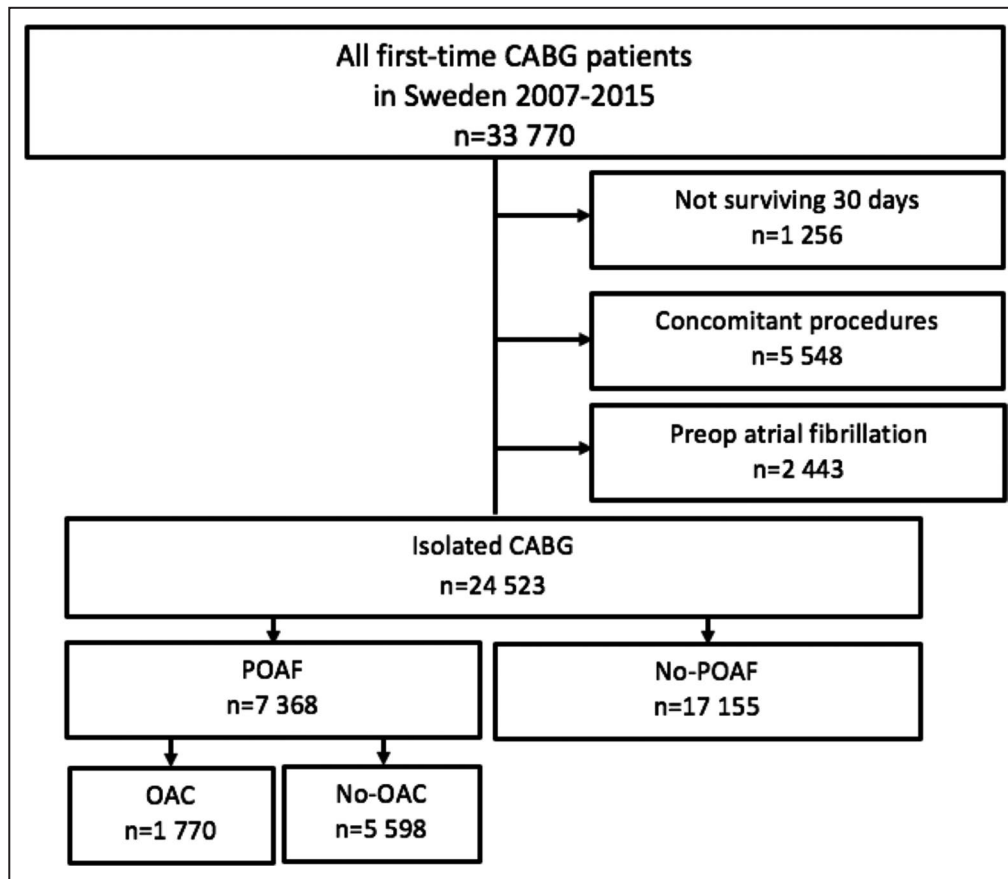 All first-time CABG patients
in Sweden 2007-2015
n=33 770
Not surviving 30 days
n=1 256
Concomitant procedures
n=5 548
Preop atrial fibrillation
n=2 443
Isolated CABG
n=24 523
POAF
n=7 368
No-POAF
n=17 155
OAC
n=1 770
No-OAC
n=5 598